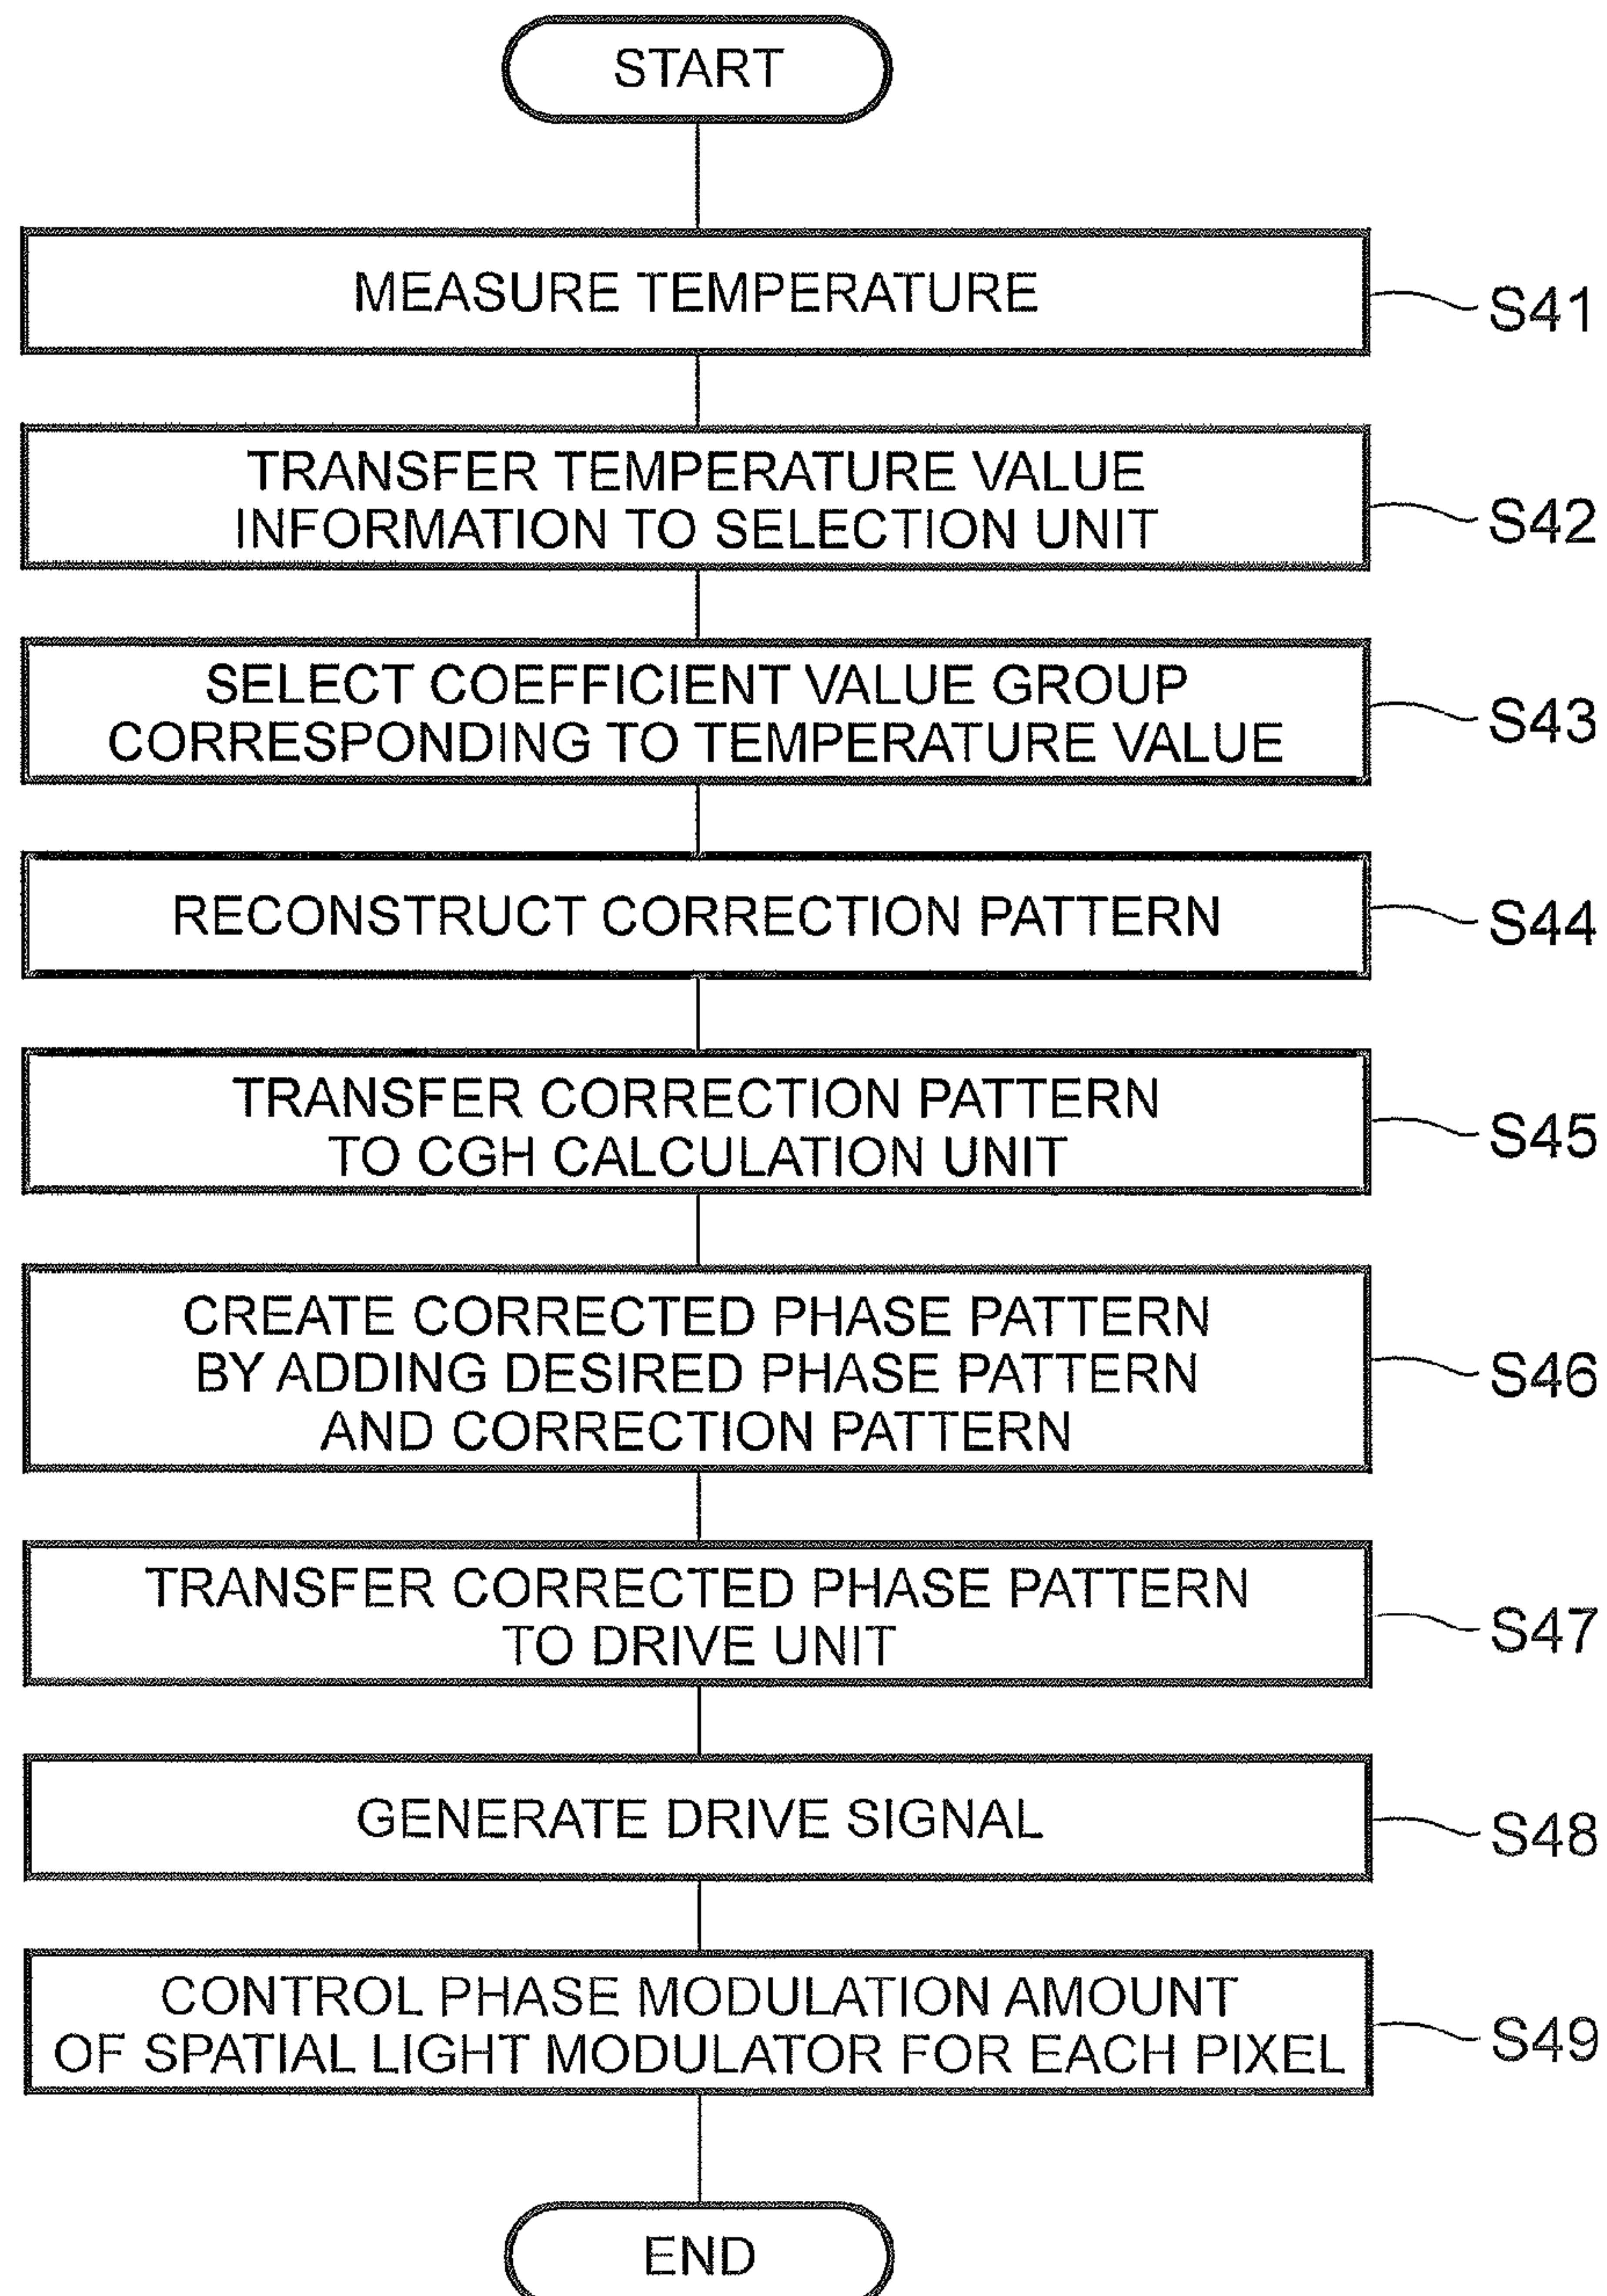 START
MEASURE TEMPERATURE
S41
TRANSFER TEMPERATURE VALUE
INFORMATION TO SELECTION UNIT
S42
SELECT COEFFICIENT VALUE GROUP
CORRESPONDING TO TEMPERATURE VALUE
S43
RECONSTRUCT CORRECTION PATTERN
S44
TRANSFER CORRECTION PATTERN
TO CGH CALCULATION UNIT
S45
CREATE CORRECTED PHASE PATTERN
BY ADDING DESIRED PHASE PATTERN
AND CORRECTION PATTERN
S46
TRANSFER CORRECTED PHASE PATTERN
TO DRIVE UNIT
S47
GENERATE DRIVE SIGNAL
S48
CONTROL PHASE MODULATION AMOUNT
OF SPATIAL LIGHT MODULATOR FOR EACH PIXEL
S49
END